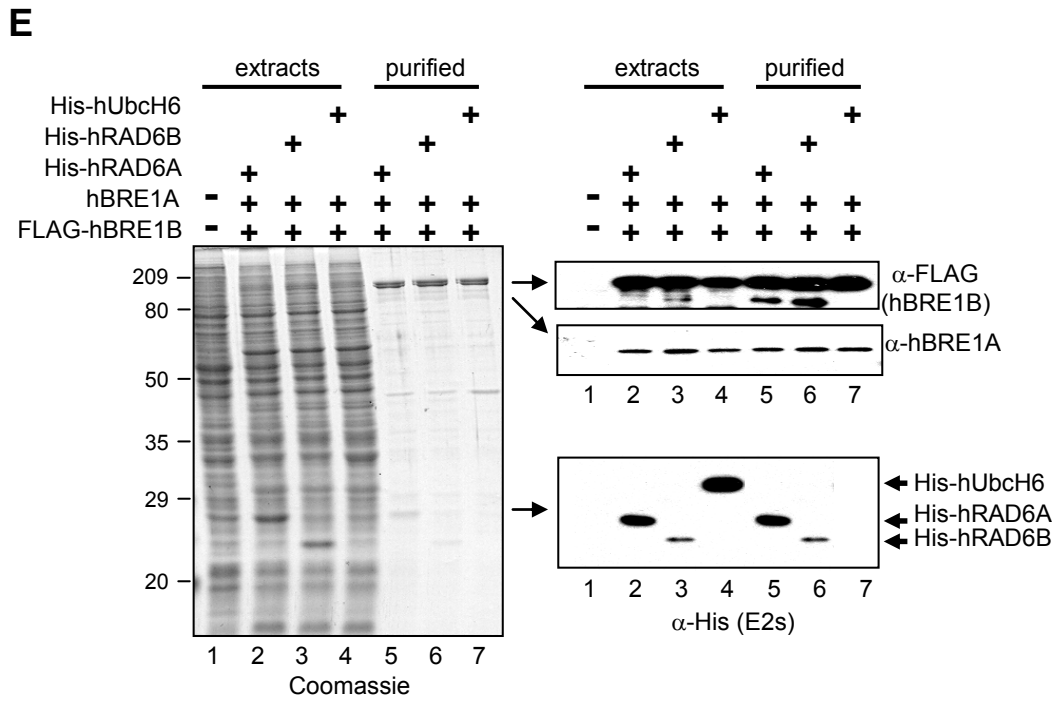 E
extracts purified extracts purified
His-hUbcH6 + + + +
His-hRAD6B + + + +
His-hRAD6A + + + +
hBRE1A - + + + + + + - + + + + + +
FLAG-hBRE1B - + + + + + + - + + + + + +
209
80
50
35
29
20
1 2 3 4 5 6 7
Coomassie
α-FLAG
(hBRE1B)
α-hBRE1A
1 2 3 4 5 6 7
His-hUbcH6
His-hRAD6A
His-hRAD6B
1 2 3 4 5 6 7
α-His (E2s)